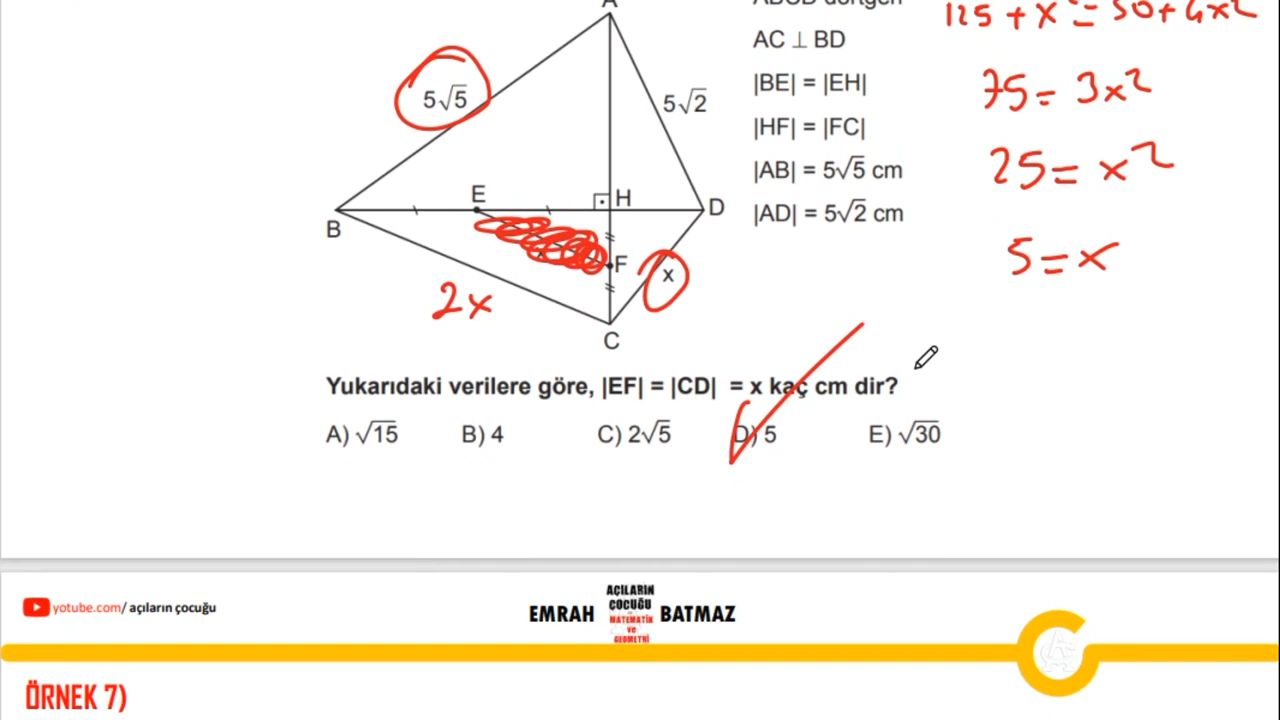 A
ABCD dörtgen
125 + x² = 50 + 4x²
AC ⊥ BD
5√5
5√2
|BE| = |EH|
75 = 3x²
|HF| = |FC|
|AB| = 5√5 cm
25 = x²
E
H
D
|AD| = 5√2 cm
B
F
x
x
5 = x
2x
C
Yukarıdaki verilere göre, |EF| = |CD| = x kaç cm dir?
A) √15 B) 4 C) 2√5 D) 5 E) √30
yotube.com/ açıların çocuğu
EMRAH
AÇILARIN
ÇOCUĞU
MATEMATİK
VE
GEOMETRİ
BATMAZ
ÖRNEK 7)